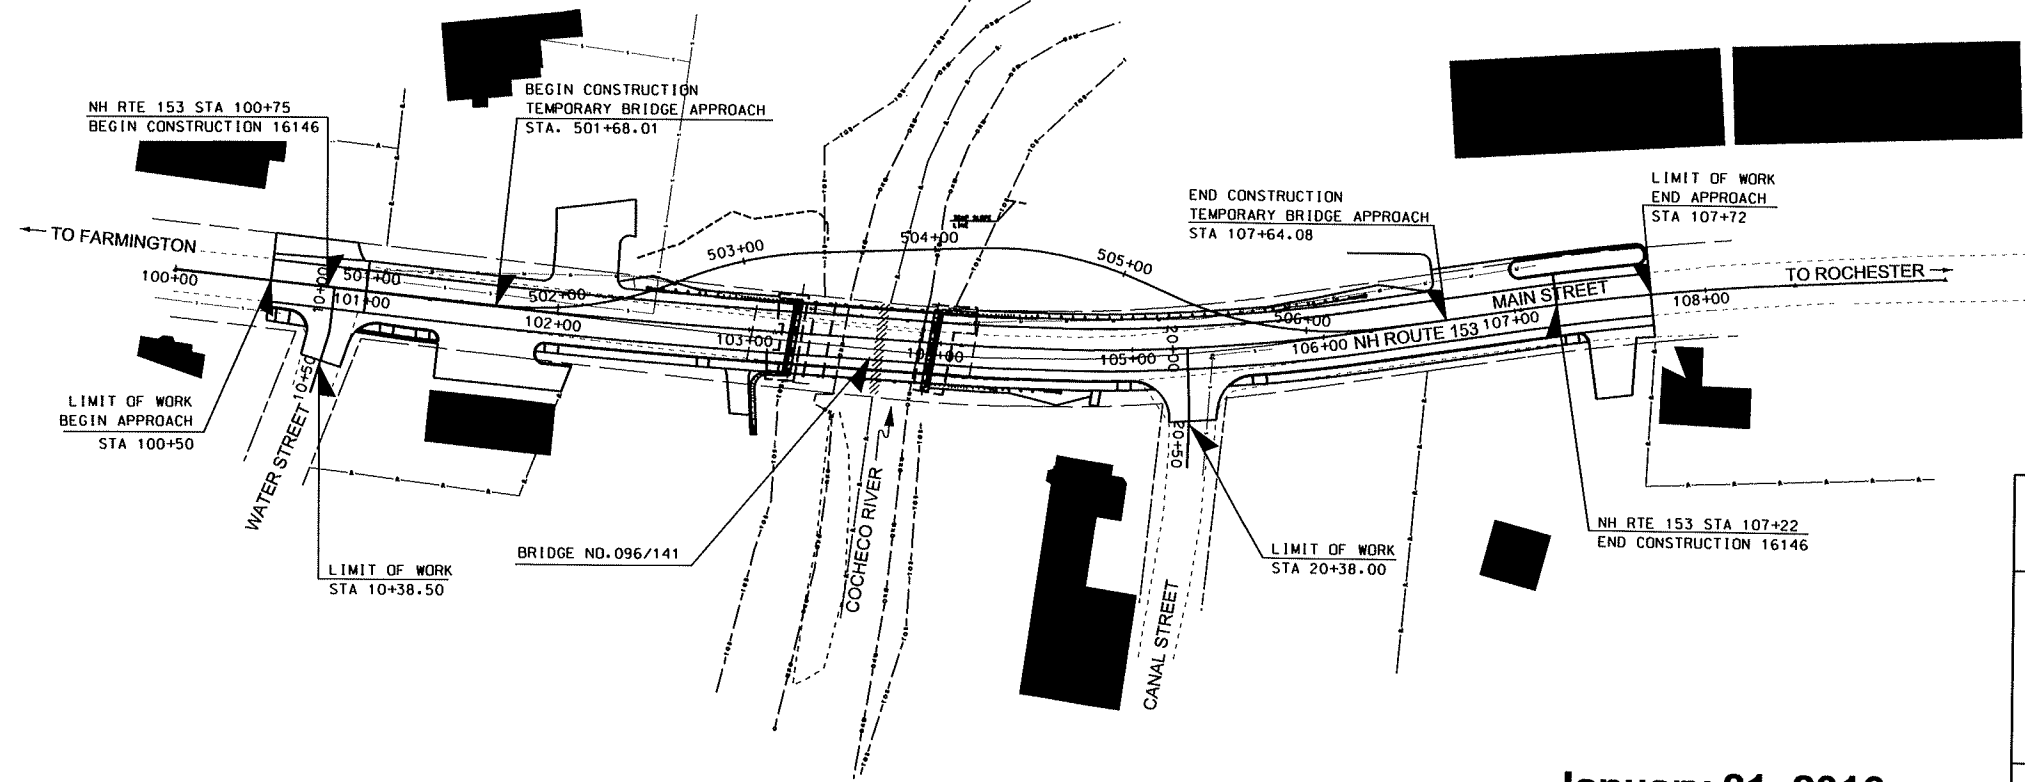 NH RTE 153 STA 100+75
BEGIN CONSTRUCTION 16146
BEGIN CONSTRUCTION
TEMPORARY BRIDGE APPROACH
STA. 501+68.01
END CONSTRUCTION
TEMPORARY BRIDGE APPROACH
STA 107+64.08
LIMIT OF WORK
END APPROACH
STA 107+72
TO FARMINGTON
100+00
10+00
501+00
101+00
502+00
102+00
503+00
103+00
504+00
505+00
105+00
20+00
506+00
106+00
NH ROUTE 153
107+00
MAIN STREET
108+00
TO ROCHESTER
LIMIT OF WORK
BEGIN APPROACH
STA 100+50
WATER STREET
10+50
LIMIT OF WORK
STA 10+38.50
BRIDGE NO.096/141
COCHECO RIVER
CANAL STREET
20+50
LIMIT OF WORK
STA 20+38.00
NH RTE 153 STA 107+22
END CONSTRUCTION 16146